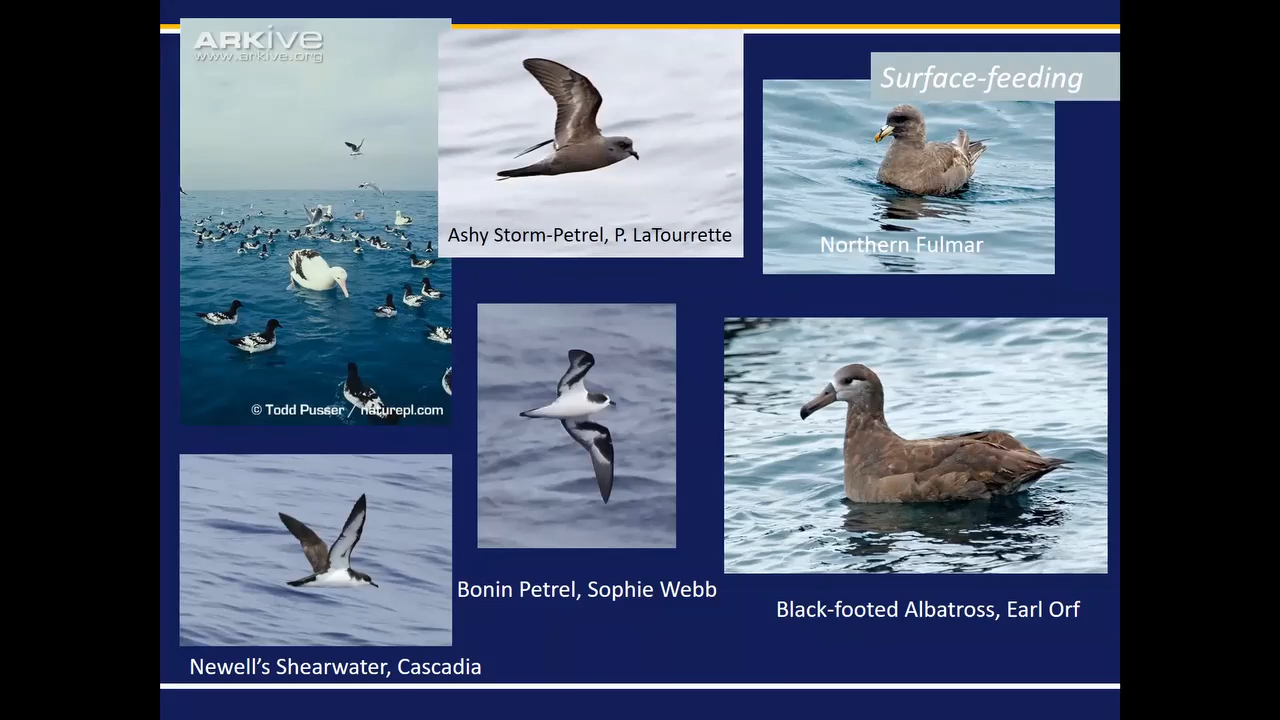 ARKive
www.arkive.org
Surface-feeding
Ashy Storm-Petrel, P. LaTourrette
Northern Fulmar
© Todd Pusser / naturepl.com
Bonin Petrel, Sophie Webb
Black-footed Albatross, Earl Orf
Newell’s Shearwater, Cascadia